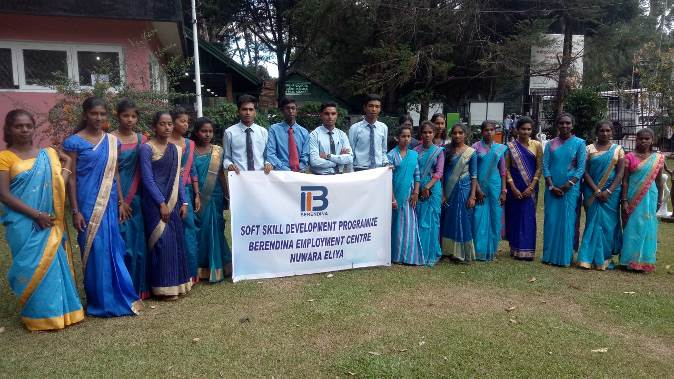 BERENDINA
SOFT SKILL DEVELOPMENT PROGRAMME
BERENDINA EMPLOYMENT CENTRE
NUWARA ELIYA